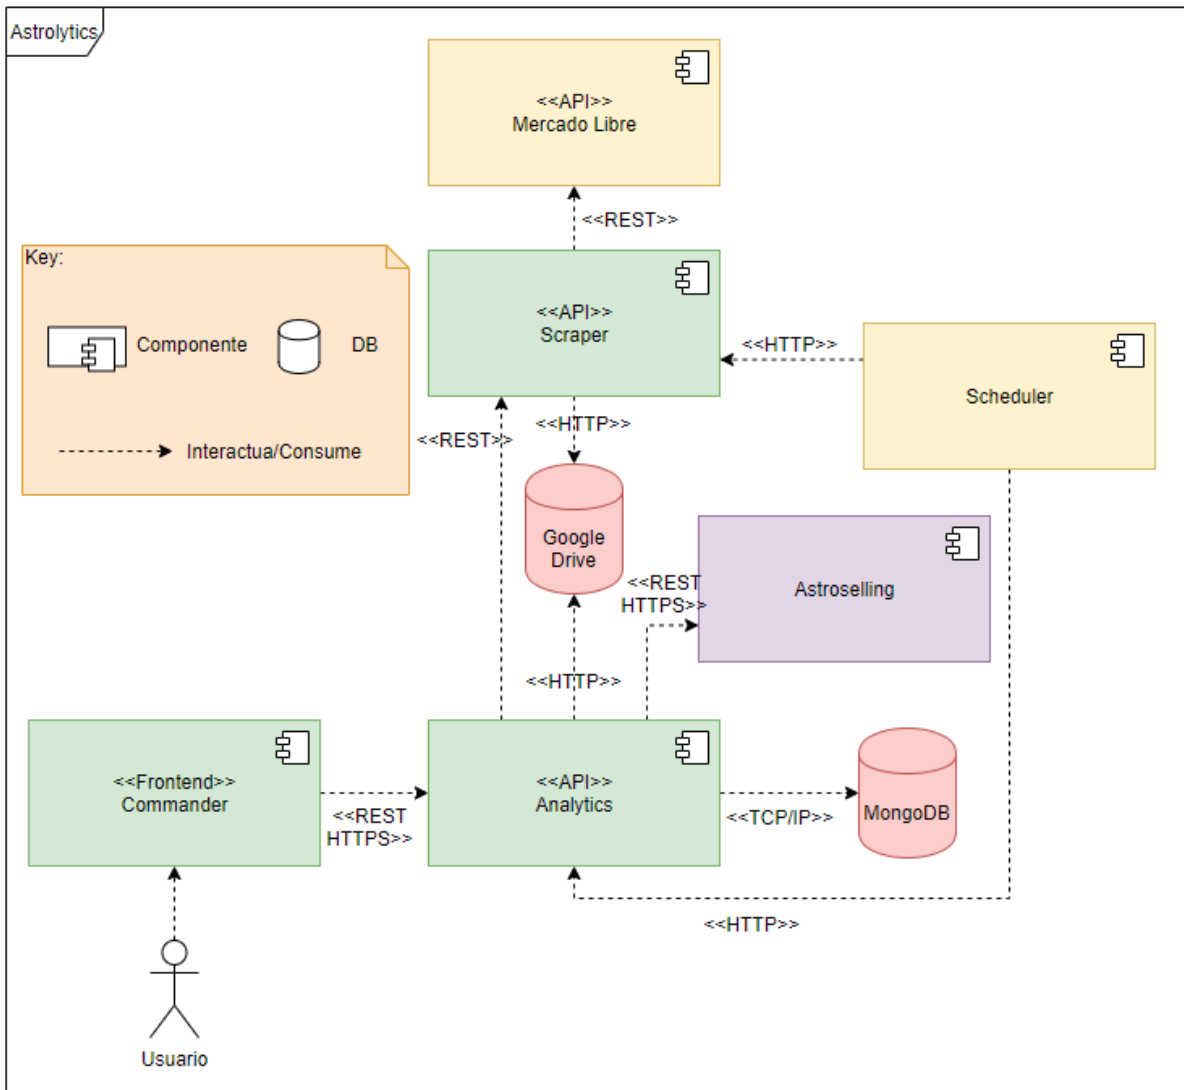 Astrolytics
<<API>>
Mercado Libre
<<REST>>
Key:
Componente
DB
Interactua/Consume
<<API>>
Scraper
<<HTTP>>
Scheduler
<<REST>>
<<HTTP>>
Google
Drive
<<REST
HTTPS>>
Astroselling
<<HTTP>>
<<Frontend>>
Commander
<<REST
HTTPS>>
<<API>>
Analytics
<<TCP/IP>>
MongoDB
<<HTTP>>
Usuario